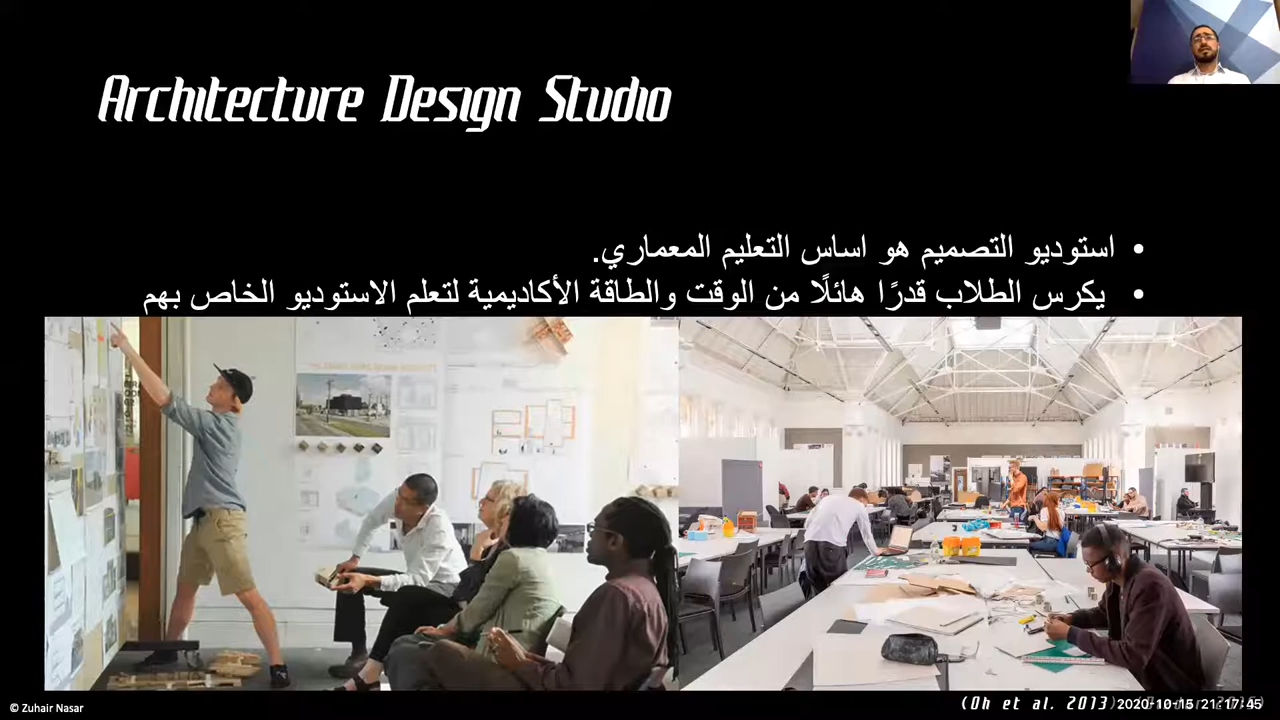 Architecture Design Studio
• استوديو التصميم هو اساس التعليم المعماري.
• يكرس الطلاب قدرًا هائلًا من الوقت والطاقة الأكاديمية لتعلم الاستوديو الخاص بهم
© Zuhair Nasar
(Oh et al. 2013)
2020-10-15 21:17:45